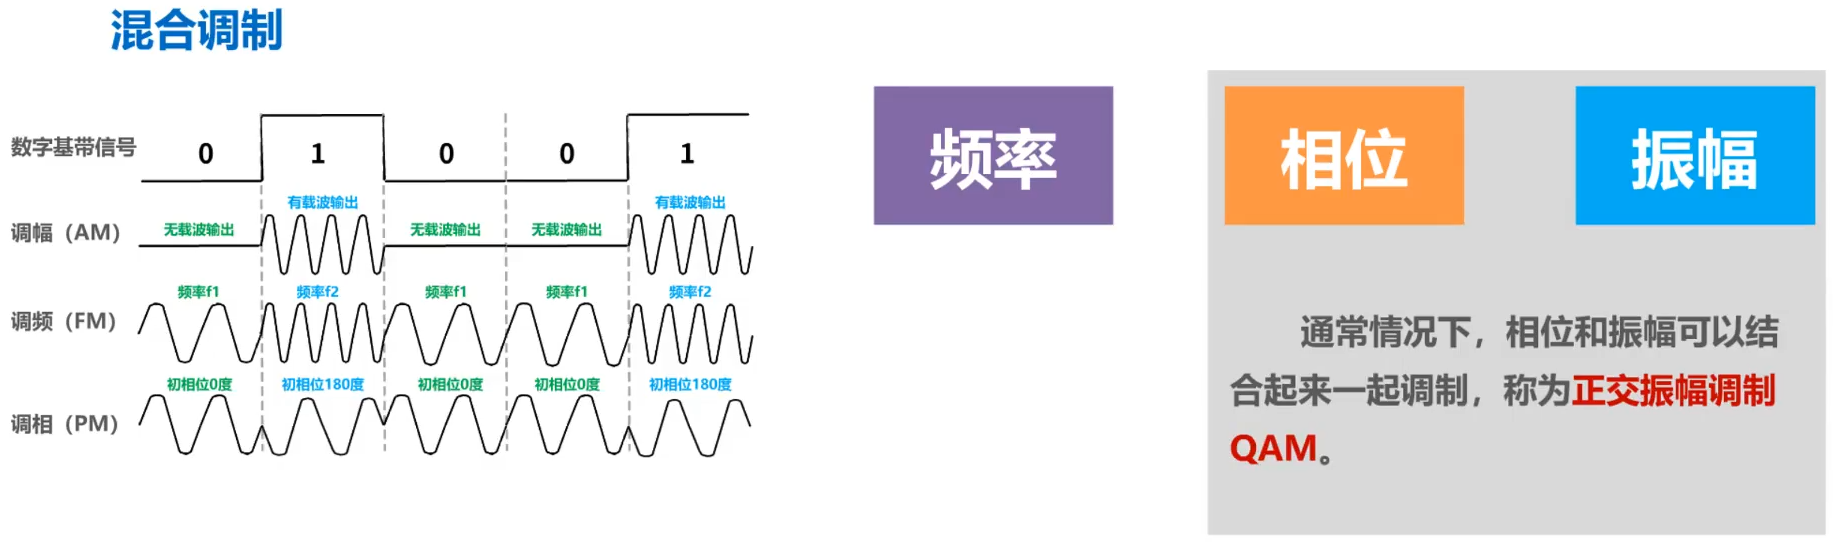 混合调制
数字基带信号
0 1 0 0 1
调幅（AM）
无载波输出 有载波输出 无载波输出 无载波输出 有载波输出
调频（FM）
频率f1 频率f2 频率f1 频率f1 频率f2
调相（PM）
初相位0度 初相位180度 初相位0度 初相位0度 初相位180度
频率
相位
振幅
通常情况下，相位和振幅可以结
合起来一起调制，称为正交振幅调制
QAM。